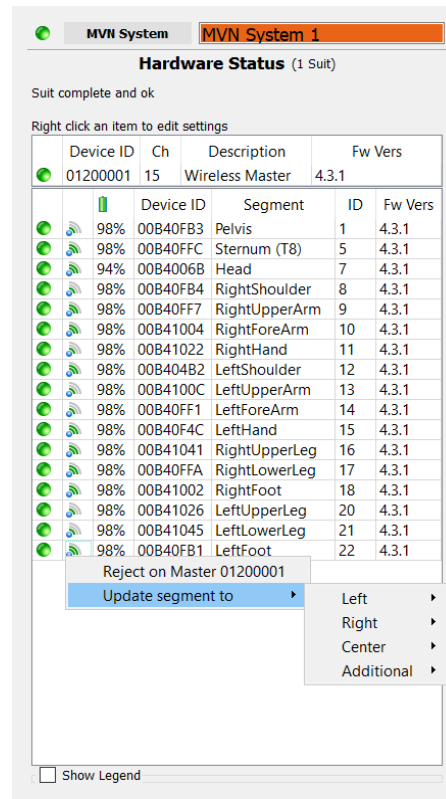 MVN System MVN System 1
Hardware Status (1 Suit)
Suit complete and ok
Right click an item to edit settings
Device ID Ch Description Fw Vers
01200001 15 Wireless Master 4.3.1
Device ID Segment ID Fw Vers
98% 00B40FB3 Pelvis 1 4.3.1
98% 00B40FFC Sternum (T8) 5 4.3.1
94% 00B4006B Head 7 4.3.1
98% 00B40FB4 RightShoulder 8 4.3.1
98% 00B40FF7 RightUpperArm 9 4.3.1
98% 00B41004 RightForeArm 10 4.3.1
98% 00B41022 RightHand 11 4.3.1
98% 00B404B2 LeftShoulder 12 4.3.1
98% 00B4100C LeftUpperArm 13 4.3.1
98% 00B40FF1 LeftForeArm 14 4.3.1
98% 00B40F4C LeftHand 15 4.3.1
98% 00B41041 RightUpperLeg 16 4.3.1
98% 00B40FFA RightLowerLeg 17 4.3.1
98% 00B41002 RightFoot 18 4.3.1
98% 00B41026 LeftUpperLeg 20 4.3.1
98% 00B41045 LeftLowerLeg 21 4.3.1
98% 00B40FB1 LeftFoot 22 4.3.1
Reject on Master 01200001
Update segment to
Left
Right
Center
Additional
Show Legend